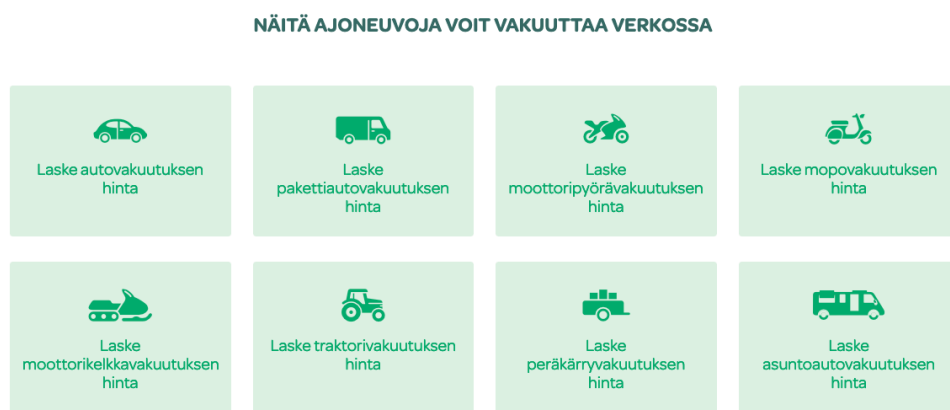 NÄITÄ AJONEUVOJA VOIT VAKUUTTAA VERKOSSA
Laske autovakuutuksen
hinta
Laske
pakettiautovakuutuksen
hinta
Laske
moottoripyörävakuutuksen
hinta
Laske mopovakuutuksen
hinta
Laske
moottorikelkkavakuutuksen
hinta
Laske traktorivakuutuksen
hinta
Laske
peräkärryvakuutuksen
hinta
Laske
asuntoautovakuutuksen
hinta